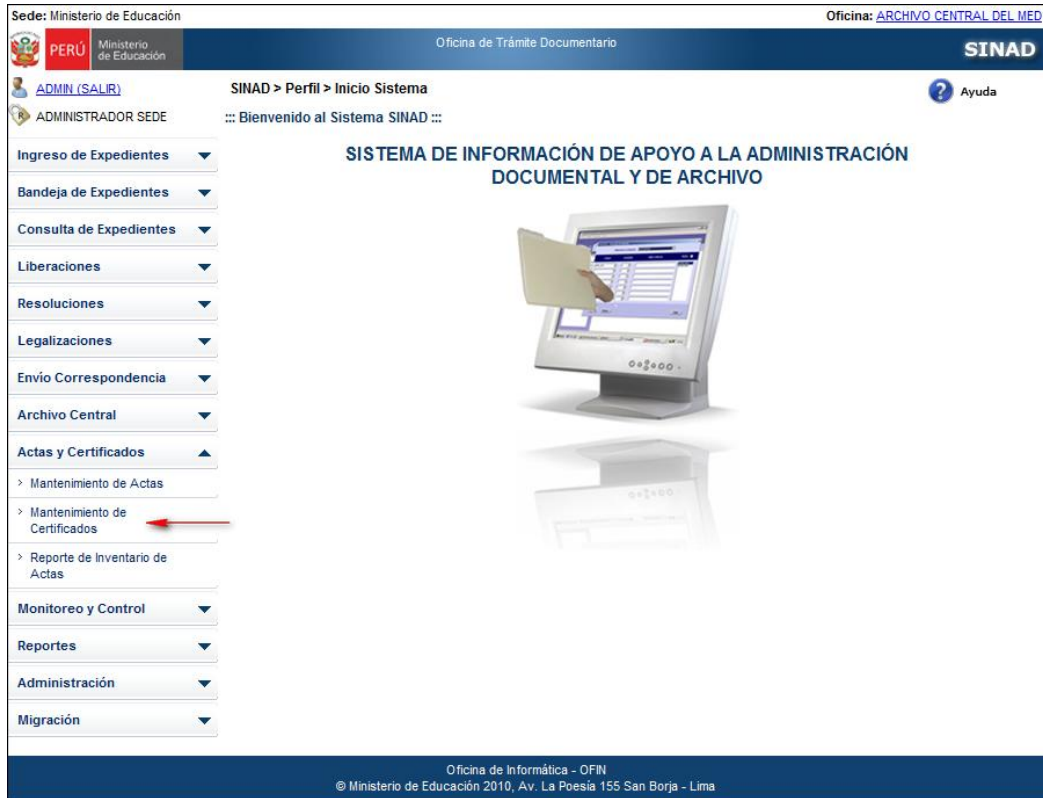 Sede: Ministerio de Educación
Oficina: ARCHIVO CENTRAL DEL MED
PERÚ
Ministerio
de Educación
Oficina de Trámite Documentario
SINAD
ADMIN (SALIR)
ADMINISTRADOR SEDE
SINAD > Perfil > Inicio Sistema
Ayuda
::: Bienvenido al Sistema SINAD :::
SISTEMA DE INFORMACIÓN DE APOYO A LA ADMINISTRACIÓN
DOCUMENTAL Y DE ARCHIVO
Ingreso de Expedientes
Bandeja de Expedientes
Consulta de Expedientes
Liberaciones
Resoluciones
Legalizaciones
Envío Correspondencia
Archivo Central
Actas y Certificados
> Mantenimiento de Actas
> Mantenimiento de
Certificados
> Reporte de Inventario de
Actas
Monitoreo y Control
Reportes
Administración
Migración
Oficina de Informática - OFIN
© Ministerio de Educación 2010, Av. La Poesía 155 San Borja - Lima